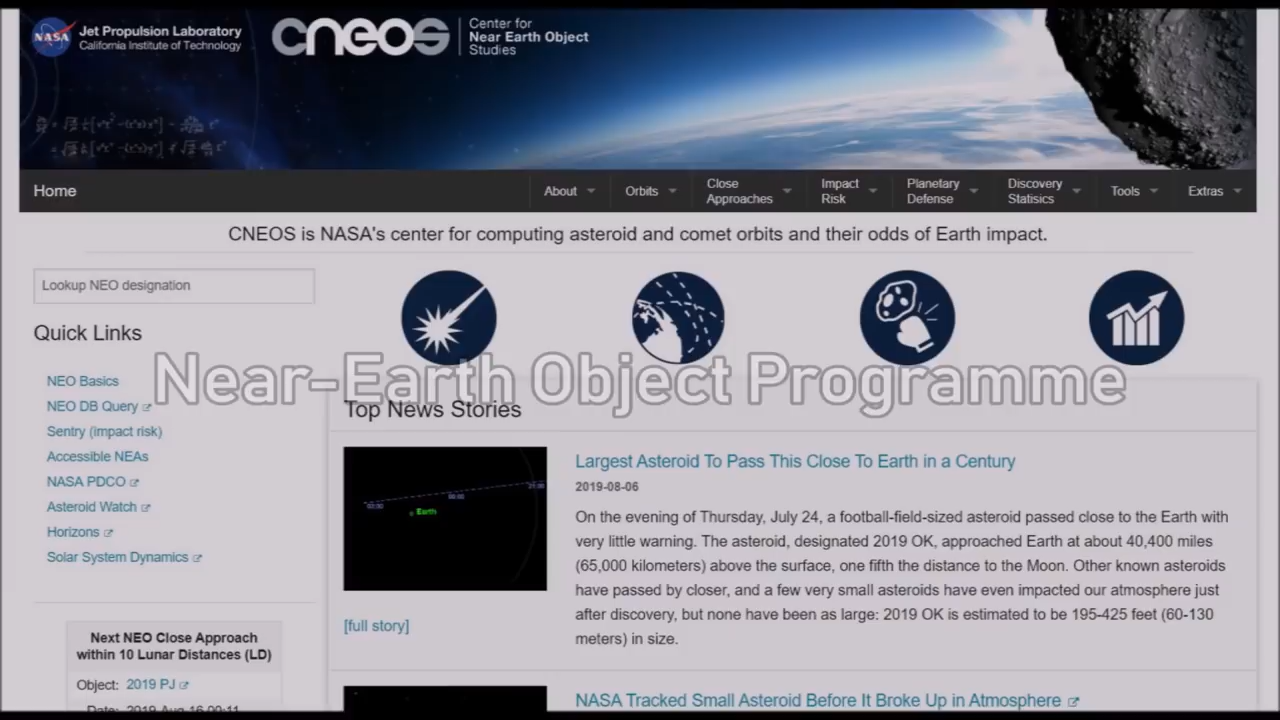 NASA
Jet Propulsion Laboratory
California Institute of Technology
cneos
Center for
Near Earth Object
Studies
Home
About
Orbits
Close
Approaches
Impact
Risk
Planetary
Defense
Discovery
Statisics
Tools
Extras
CNEOS is NASA's center for computing asteroid and comet orbits and their odds of Earth impact.
Lookup NEO designation
Quick Links
NEO Basics
NEO DB Query
Sentry (impact risk)
Accessible NEAs
NASA PDCO
Asteroid Watch
Horizons
Solar System Dynamics
Next NEO Close Approach
within 10 Lunar Distances (LD)
Object: 2019 PJ
Date: 2019-Aug-16 00:11
Near-Earth Object Programme
Top News Stories
Earth
00:00
[full story]
Largest Asteroid To Pass This Close To Earth in a Century
2019-08-06
On the evening of Thursday, July 24, a football-field-sized asteroid passed close to the Earth with
very little warning. The asteroid, designated 2019 OK, approached Earth at about 40,400 miles
(65,000 kilometers) above the surface, one fifth the distance to the Moon. Other known asteroids
have passed by closer, and a few very small asteroids have even impacted our atmosphere just
after discovery, but none have been as large: 2019 OK is estimated to be 195-425 feet (60-130
meters) in size.
NASA Tracked Small Asteroid Before It Broke Up in Atmosphere